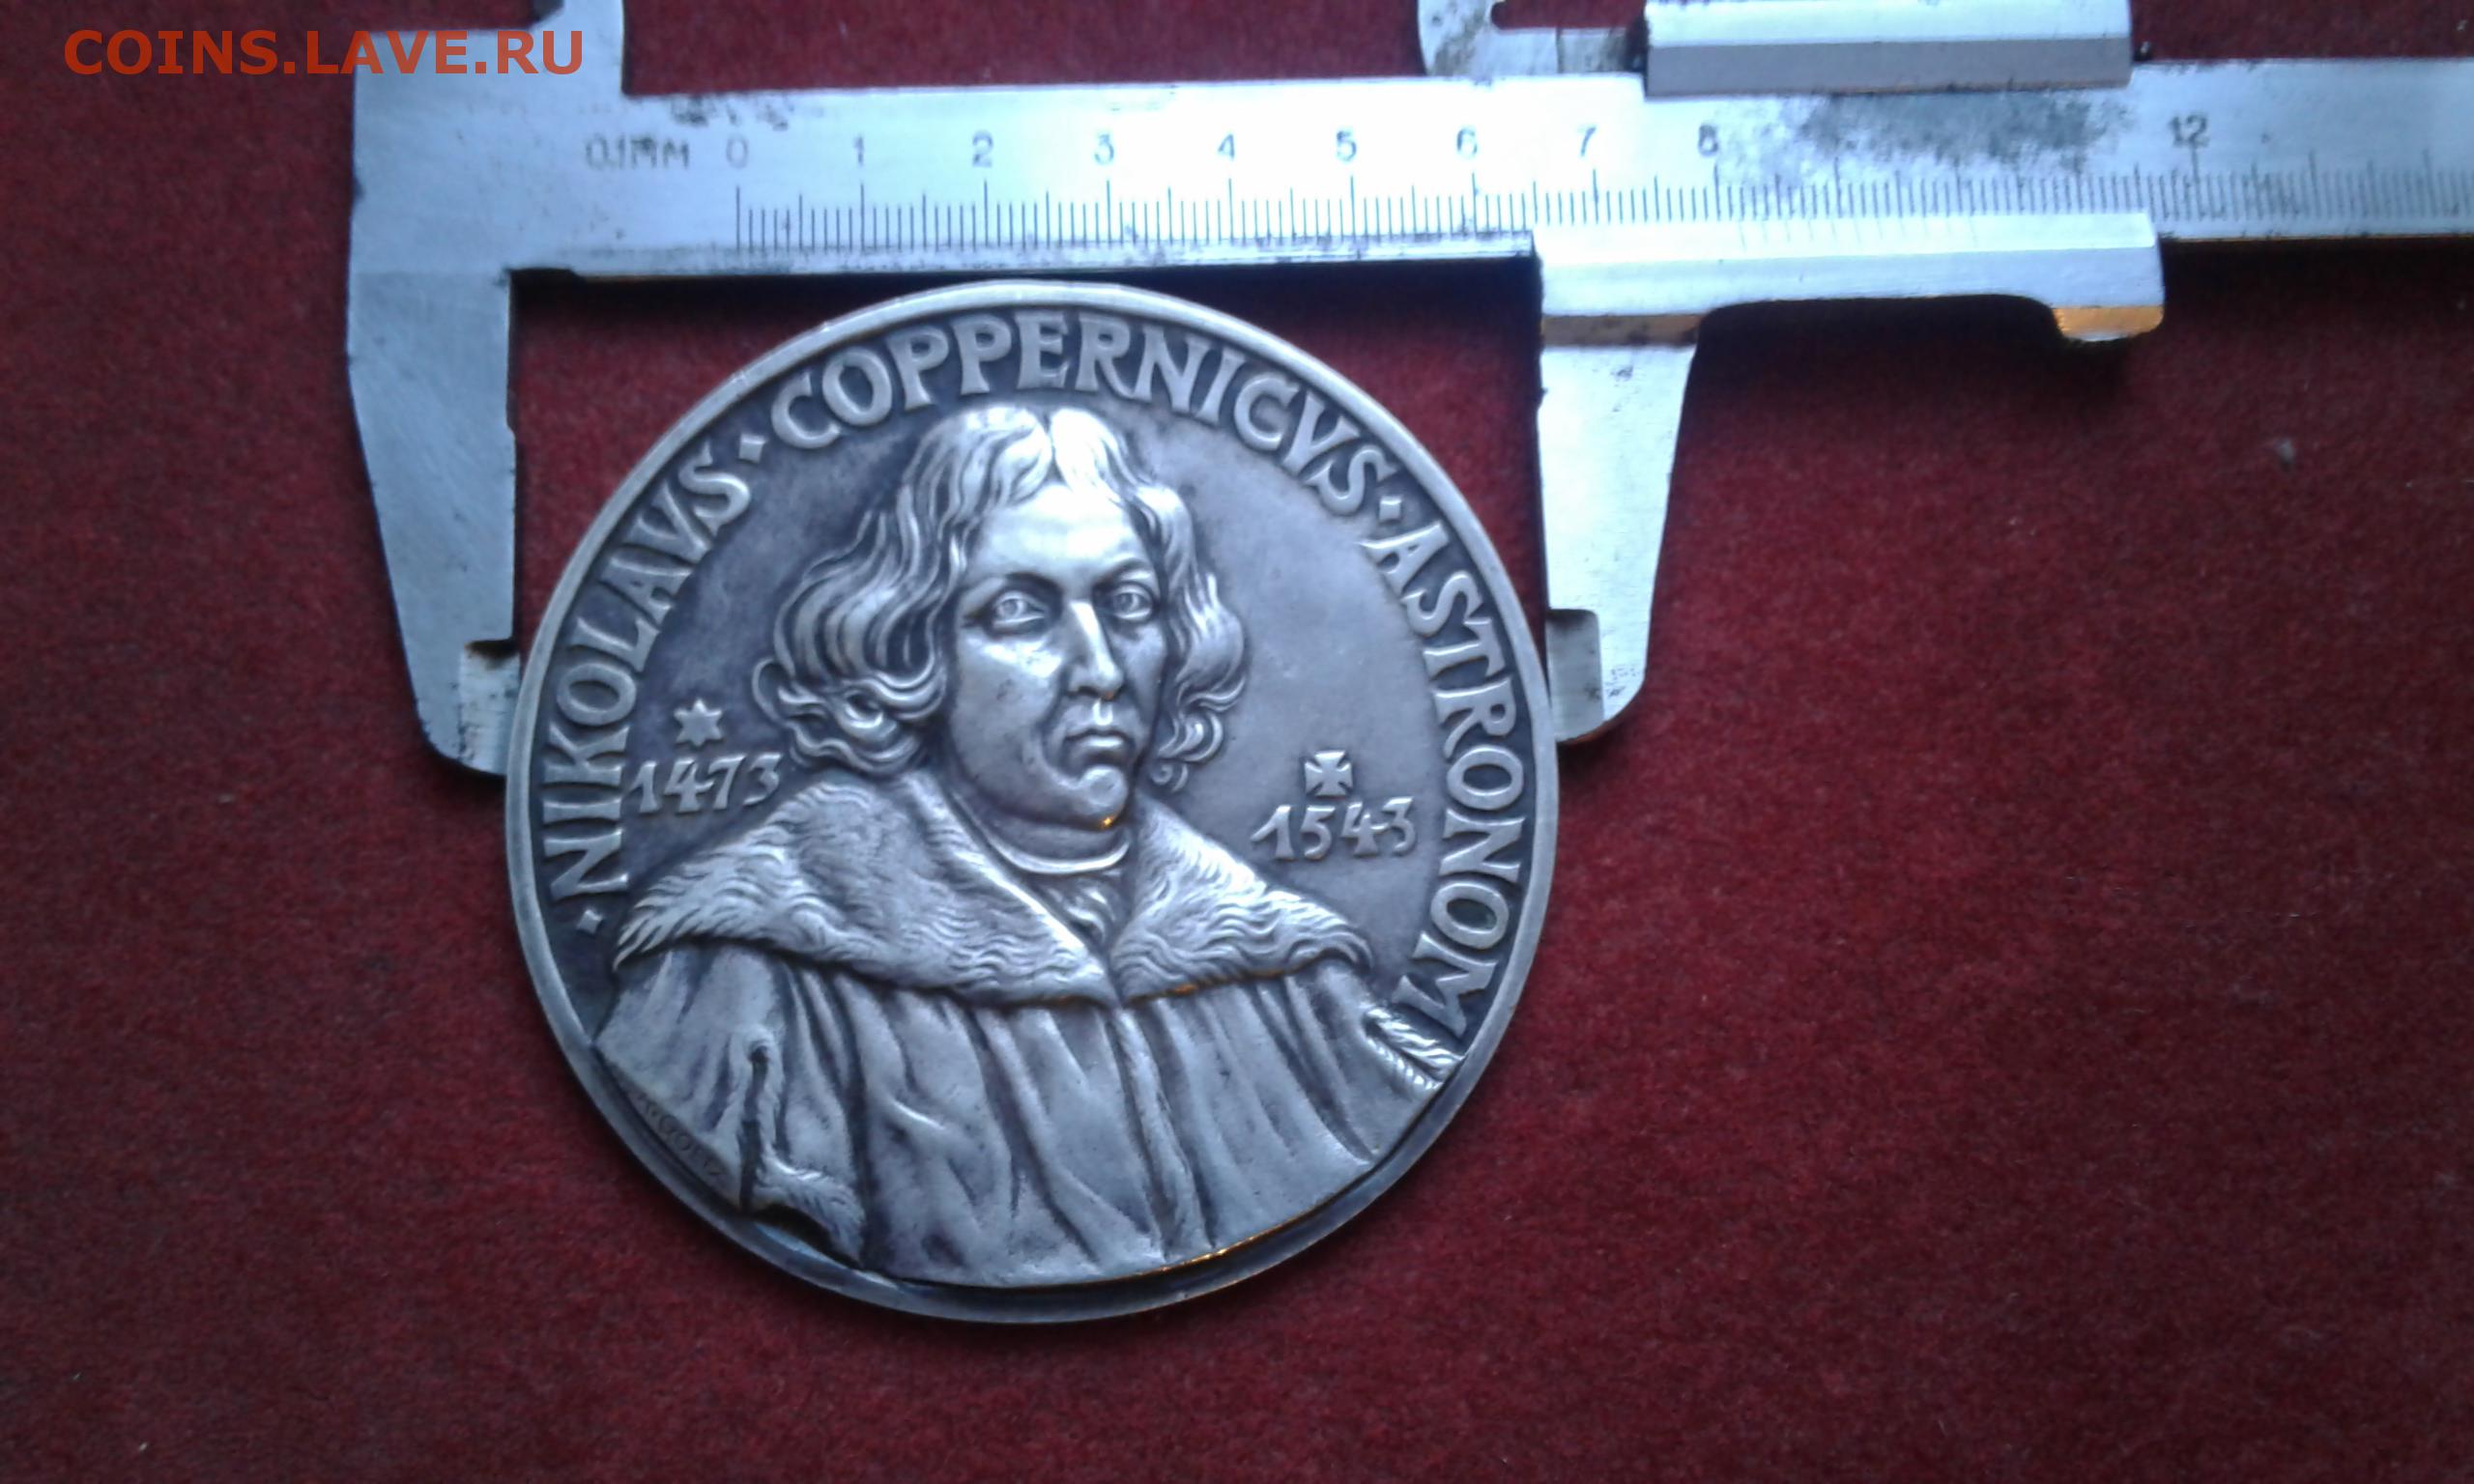 COINS.LAVE.RU
0.1MM 0 1 2 3 4 5 6 7 8 12
· NIKOLAVS · COPPERNICVS · ASTRONOM
1473
1543